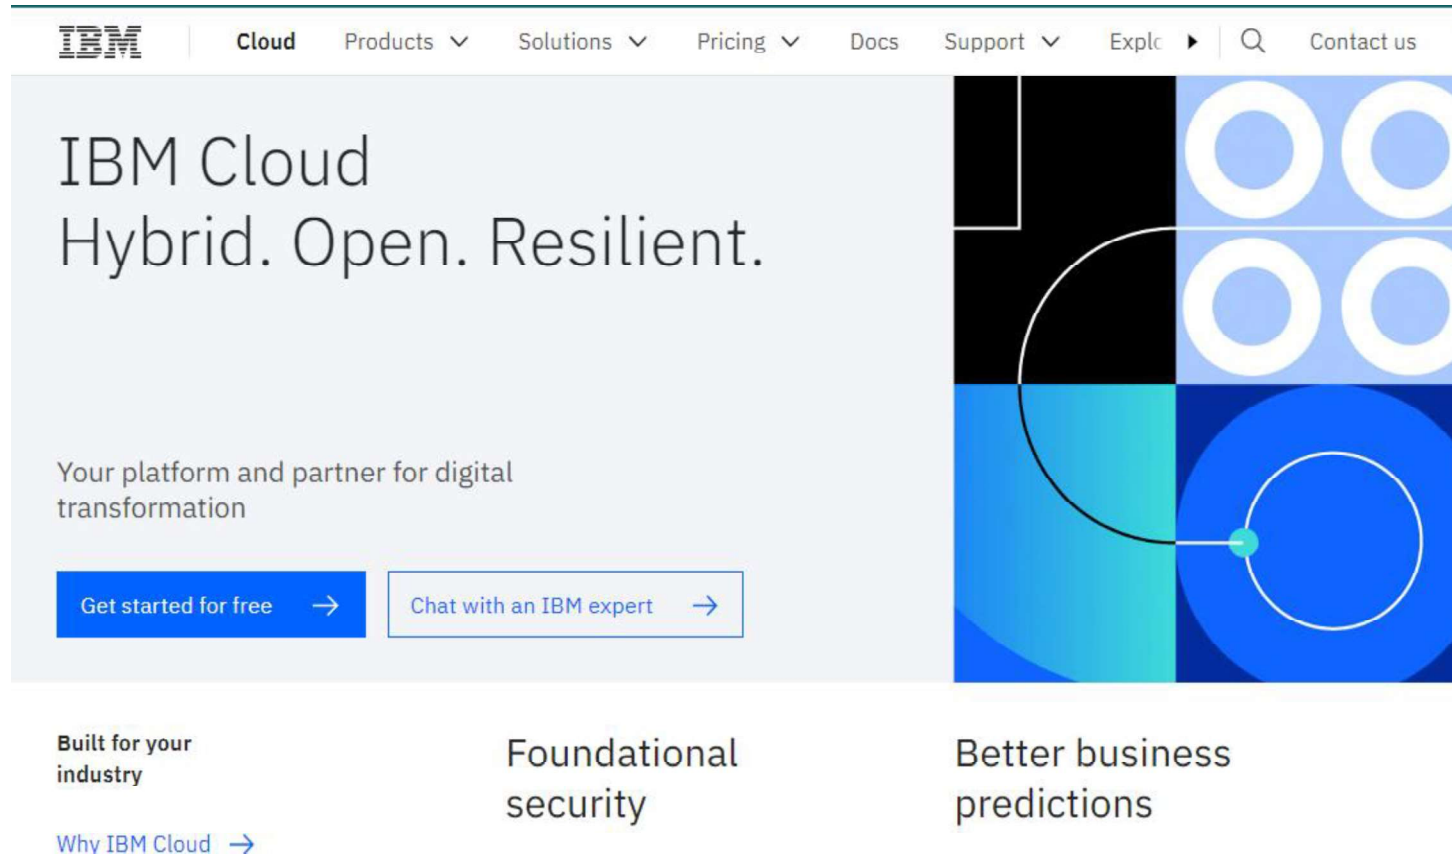 IBM
Cloud
Products
Solutions
Pricing
Docs
Support
Explo
Contact us
IBM Cloud
Hybrid. Open. Resilient.
Your platform and partner for digital
transformation
Get started for free
Chat with an IBM expert
Built for your
industry
Why IBM Cloud
Foundational
security
Better business
predictions